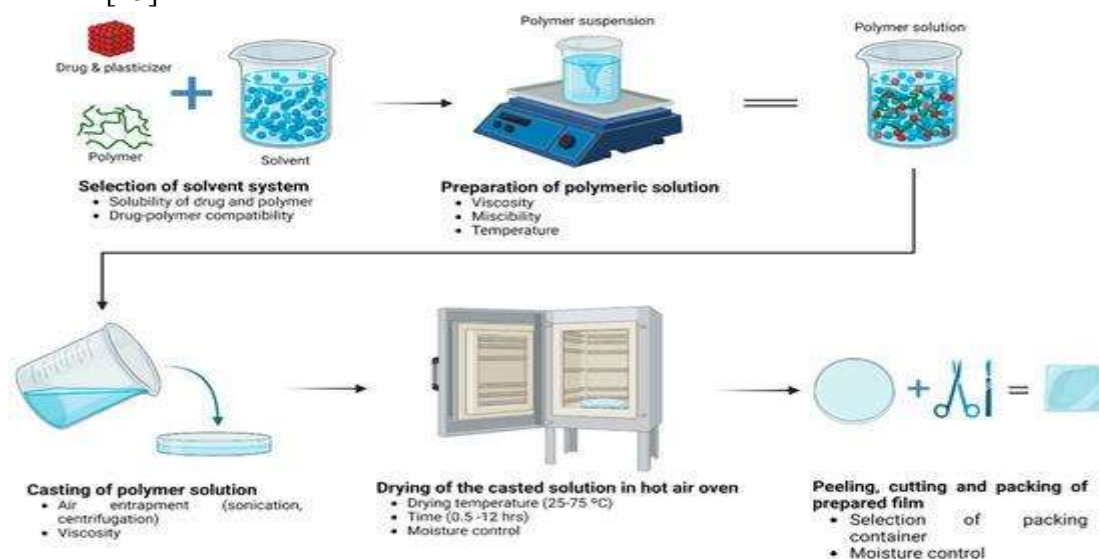 Drug & plasticizer
Polymer
Solvent
Selection of solvent system
• Solubility of drug and polymer
• Drug-polymer compatibility
Polymer suspension
Preparation of polymeric solution
• Viscosity
• Miscibility
• Temperature
Polymer solution
Casting of polymer solution
• Air entrapment (sonication,
centrifugation)
• Viscosity
Drying of the casted solution in hot air oven
• Drying temperature (25-75 ºC)
• Time (0.5 -12 hrs)
• Moisture control
Peeling, cutting and packing of
prepared film
• Selection of packing
container
• Moisture control